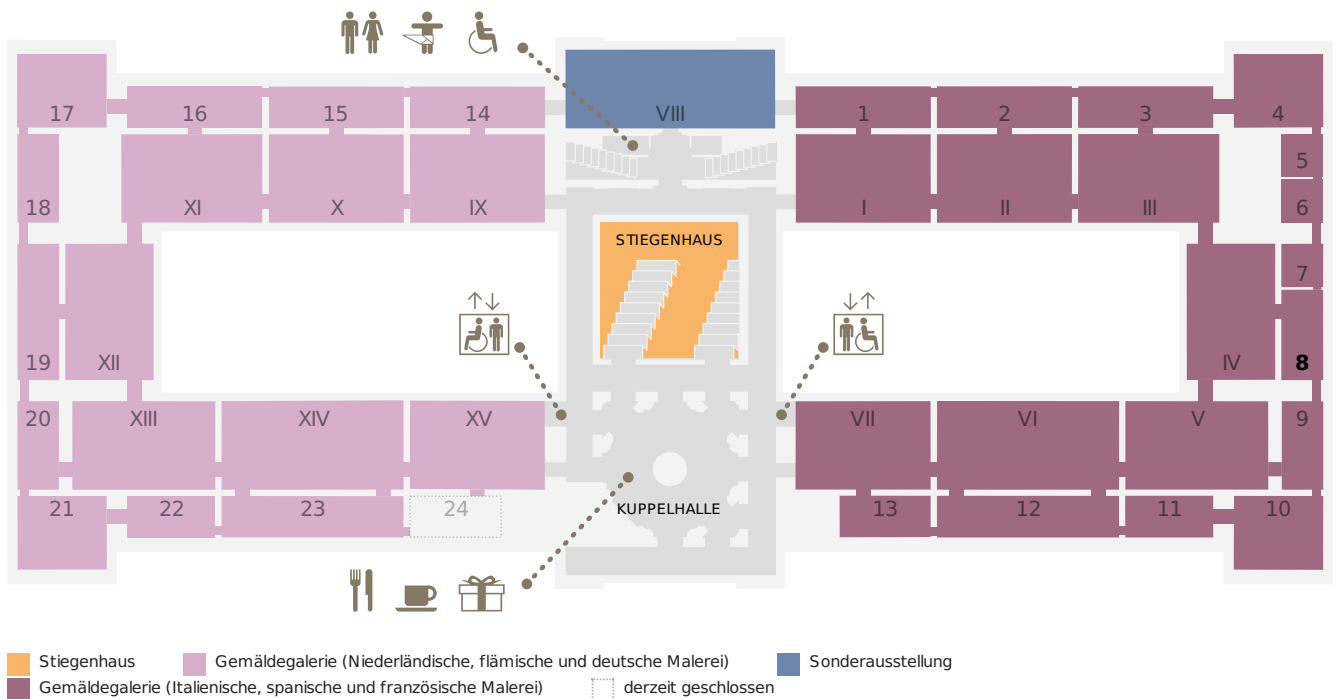 17 16 15 14 VIII 1 2 3 4
5
18 XI X IX I II III 6
STIEGENHAUS
7
19 XII IV 8
20 XIII XIV XV VII VI V 9
21 22 23 24 KUPPELHALLE 13 12 11 10
Stiegenhaus Gemäldegalerie (Niederländische, flämische und deutsche Malerei) Sonderausstellung
Gemäldegalerie (Italienische, spanische und französische Malerei) derzeit geschlossen